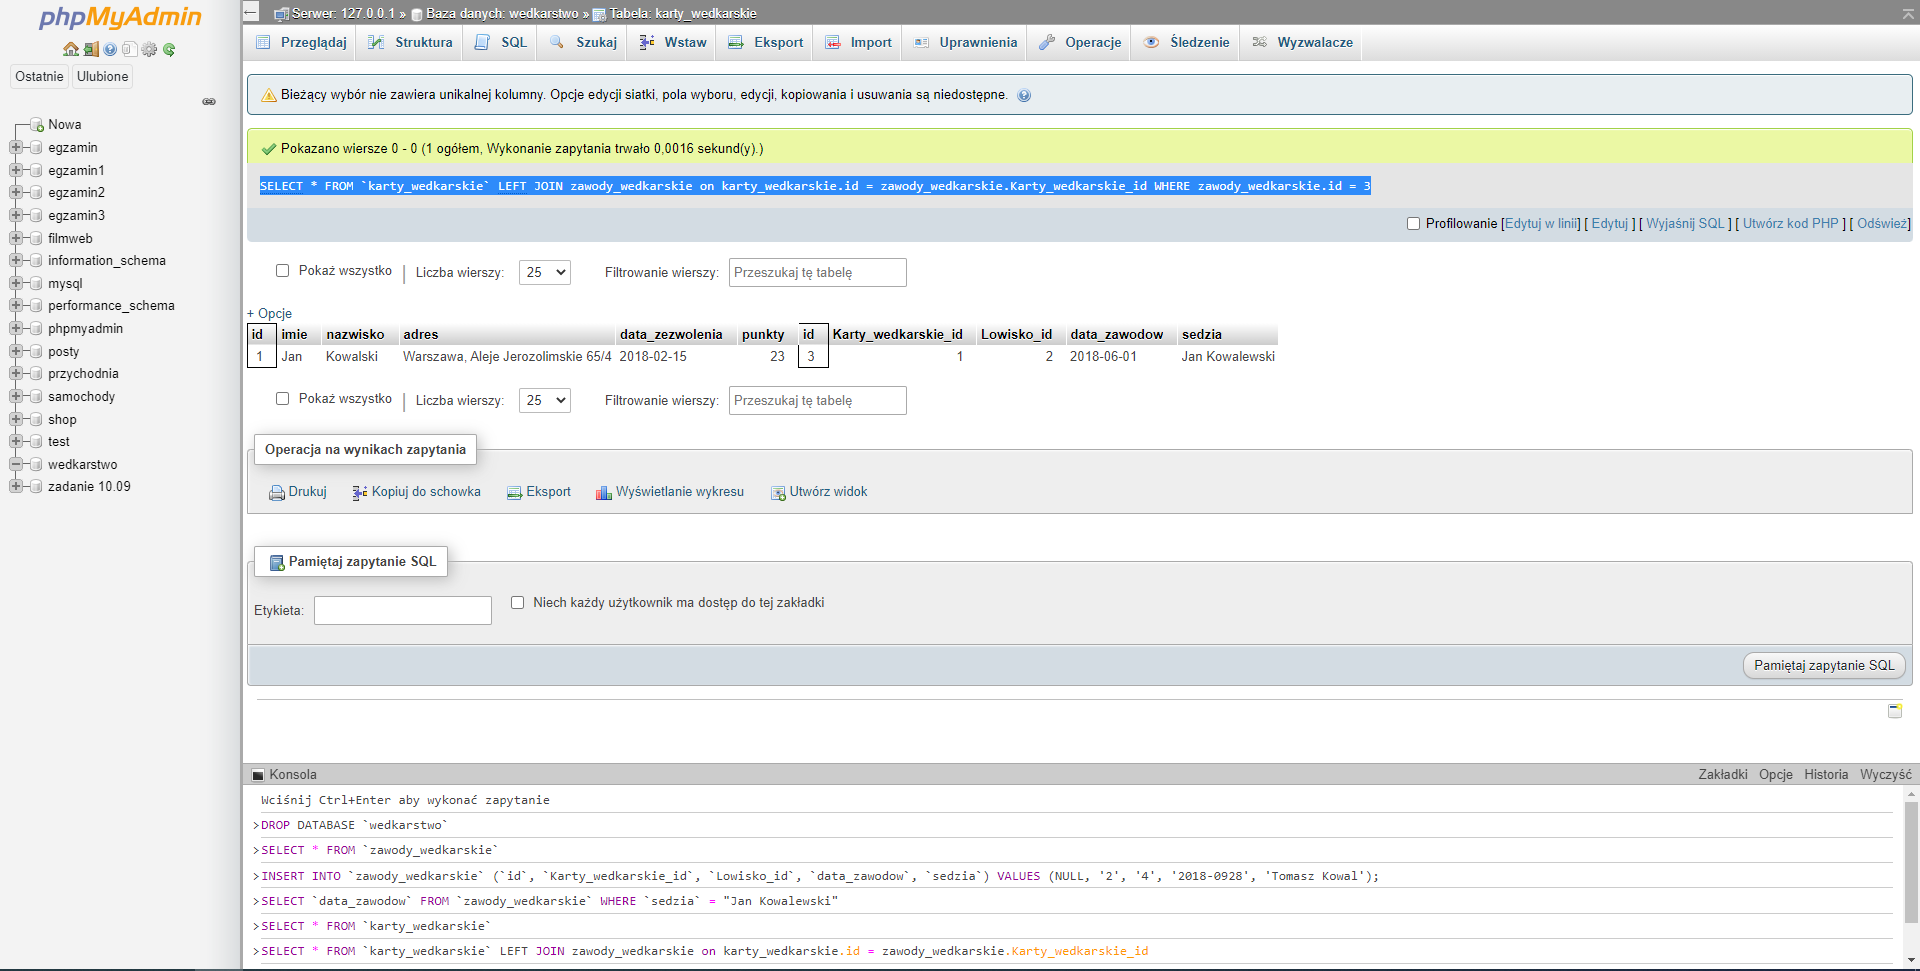 phpMyAdmin
Ostatnie Ulubione
Nowa
egzamin
egzamin1
egzamin2
egzamin3
filmweb
information_schema
mysql
performance_schema
phpmyadmin
posty
przychodnia
samochody
shop
test
wedkarstwo
zadanie 10.09
Serwer: 127.0.0.1 » Baza danych: wedkarstwo » Tabela: karty_wedkarskie
Przeglądaj Struktura SQL Szukaj Wstaw Eksport Import Uprawnienia Operacje Śledzenie Wyzwalacze
Bieżący wybór nie zawiera unikalnej kolumny. Opcje edycji siatki, pola wyboru, edycji, kopiowania i usuwania są niedostępne.
Pokazano wiersze 0 - 0 (1 ogółem, Wykonanie zapytania trwało 0,0016 sekund(y).)
SELECT * FROM `karty_wedkarskie` LEFT JOIN zawody_wedkarskie on karty_wedkarskie.id = zawody_wedkarskie.Karty_wedkarskie_id WHERE zawody_wedkarskie.id = 3
Profilowanie [Edytuj w linii] [ Edytuj ] [ Wyjaśnij SQL ] [ Utwórz kod PHP ] [ Odśwież]
Pokaż wszystko | Liczba wierszy: 25 Filtrowanie wierszy: Przeszukaj tę tabelę
+ Opcje
id imie nazwisko adres data_zezwolenia punkty id Karty_wedkarskie_id Lowisko_id data_zawodow sedzia
1 Jan Kowalski Warszawa, Aleje Jerozolimskie 65/4 2018-02-15 23 3 1 2 2018-06-01 Jan Kowalewski
Pokaż wszystko | Liczba wierszy: 25 Filtrowanie wierszy: Przeszukaj tę tabelę
Operacja na wynikach zapytania
Drukuj Kopiuj do schowka Eksport Wyświetlanie wykresu Utwórz widok
Pamiętaj zapytanie SQL
Etykieta: Niech każdy użytkownik ma dostęp do tej zakładki
Pamiętaj zapytanie SQL
Konsola Zakładki Opcje Historia Wyczyść
Wciśnij Ctrl+Enter aby wykonać zapytanie
>DROP DATABASE `wedkarstwo`
>SELECT * FROM `zawody_wedkarskie`
>INSERT INTO `zawody_wedkarskie` (`id`, `Karty_wedkarskie_id`, `Lowisko_id`, `data_zawodow`, `sedzia`) VALUES (NULL, '2', '4', '2018-0928', 'Tomasz Kowal');
>SELECT `data_zawodow` FROM `zawody_wedkarskie` WHERE `sedzia` = "Jan Kowalewski"
>SELECT * FROM `karty_wedkarskie`
>SELECT * FROM `karty_wedkarskie` LEFT JOIN zawody_wedkarskie on karty_wedkarskie.id = zawody_wedkarskie.Karty_wedkarskie_id